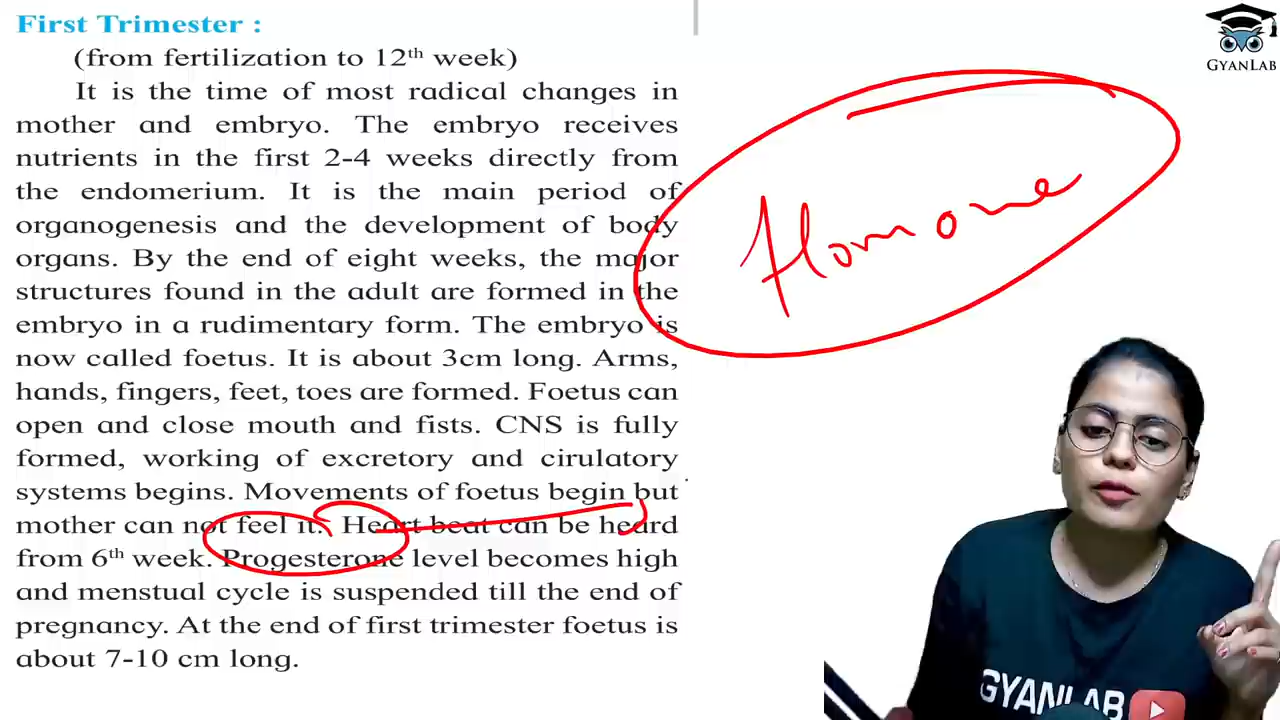 First Trimester :
(from fertilization to 12th week)
It is the time of most radical changes in
mother and embryo. The embryo receives
nutrients in the first 2-4 weeks directly from
the endomerium. It is the main period of
organogenesis and the development of body
organs. By the end of eight weeks, the major
structures found in the adult are formed in the
embryo in a rudimentary form. The embryo is
now called foetus. It is about 3cm long. Arms,
hands, fingers, feet, toes are formed. Foetus can
open and close mouth and fists. CNS is fully
formed, working of excretory and cirulatory
systems begins. Movements of foetus begin but
mother can not feel it. Heart beat can be heard
from 6th week. Progesterone level becomes high
and menstual cycle is suspended till the end of
pregnancy. At the end of first trimester foetus is
about 7-10 cm long.
Homone
GYANLAB
GYANLAB